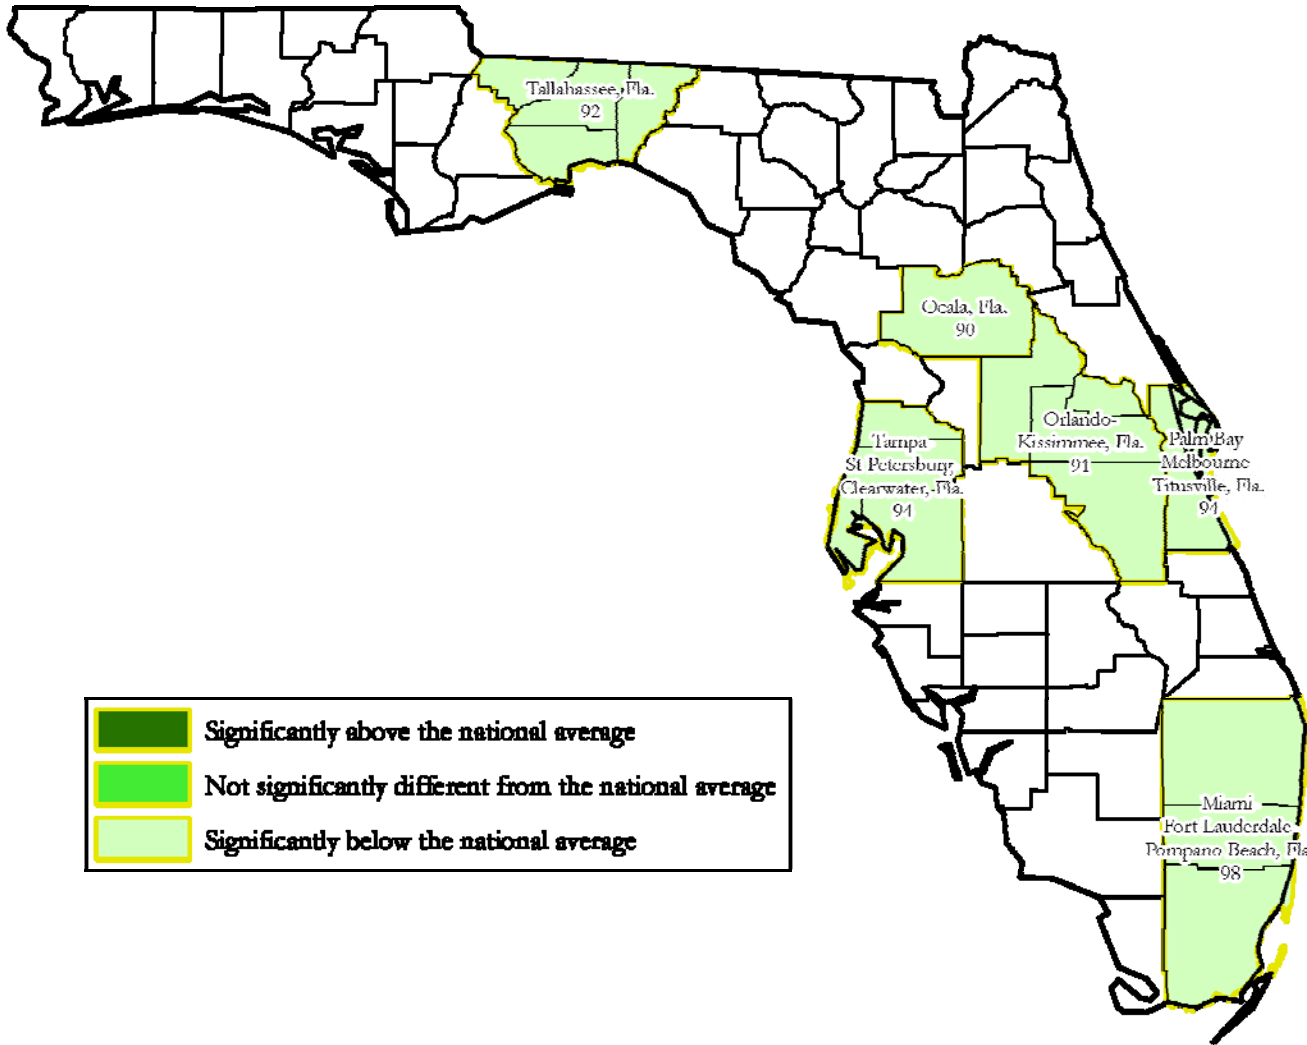 Tallahassee, Fla.
92
Ocala, Fla.
90
Orlando-
Kissimmee, Fla.
91
Tampa
St Petersburg
Clearwater, Fla.
94
Palm Bay
Melbourne
Titusville, Fla.
94
Miami
Fort Lauderdale
Pompano Beach, Fla
98
Significantly above the national average
Not significantly different from the national average
Significantly below the national average